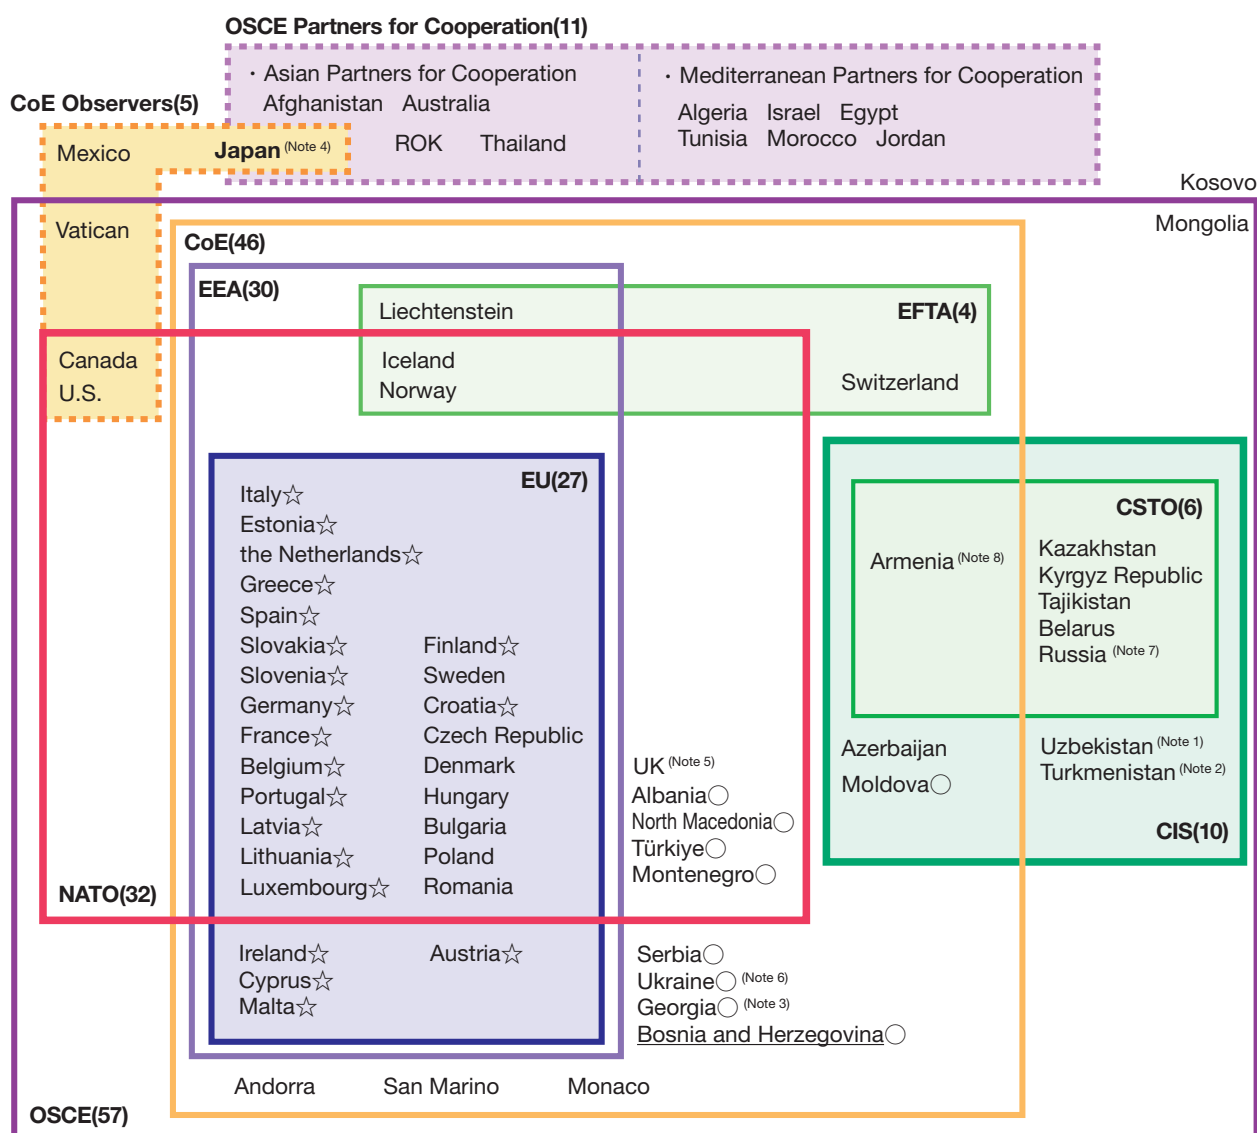 OSCE Partners for Cooperation(11)
・Asian Partners for Cooperation
Afghanistan Australia
ROK Thailand
・Mediterranean Partners for Cooperation
Algeria Israel Egypt
Tunisia Morocco Jordan
CoE Observers(5)
Mexico Japan (Note 4)
Vatican
Canada
U.S.
Kosovo
Mongolia
CoE(46)
EEA(30)
Liechtenstein
EFTA(4)
Iceland
Norway
Switzerland
EU(27)
Italy☆
Estonia☆
the Netherlands☆
Greece☆
Spain☆
Slovakia☆
Slovenia☆
Germany☆
France☆
Belgium☆
Portugal☆
Latvia☆
Lithuania☆
Luxembourg☆
Finland☆
Sweden
Croatia☆
Czech Republic
Denmark
Hungary
Bulgaria
Poland
Romania
NATO(32)
UK (Note 5)
Albania○
North Macedonia○
Türkiye○
Montenegro○
CSTO(6)
Armenia (Note 8)
Kazakhstan
Kyrgyz Republic
Tajikistan
Belarus
Russia (Note 7)
Azerbaijan
Moldova○
Uzbekistan (Note 1)
Turkmenistan (Note 2)
CIS(10)
Ireland☆ Austria☆
Cyprus☆
Malta☆
Serbia○
Ukraine○ (Note 6)
Georgia○ (Note 3)
Bosnia and Herzegovina○
Andorra San Marino Monaco
OSCE(57)